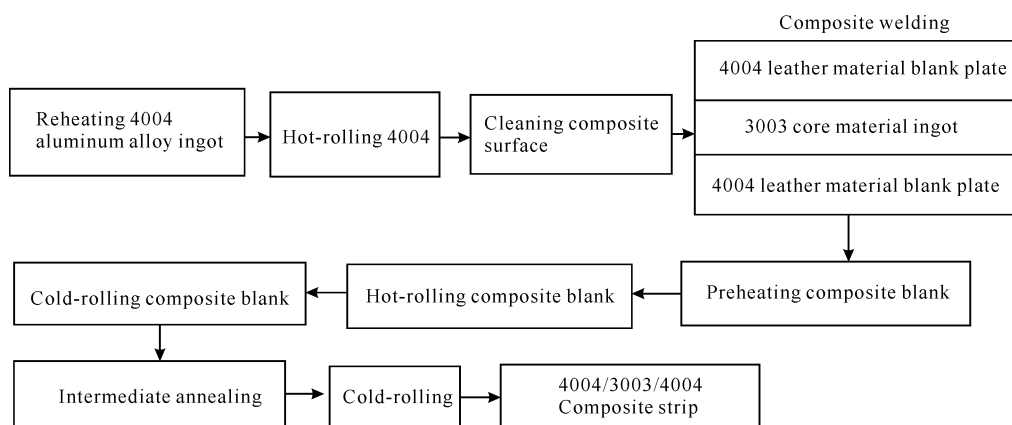 Composite welding
4004 leather material blank plate
Reheating 4004
aluminum alloy ingot
Hot-rolling 4004
Cleaning composite
surface
3003 core material ingot
4004 leather material blank plate
Preheating composite blank
Hot-rolling composite blank
Cold-rolling composite blank
Intermediate annealing
Cold-rolling
4004/3003/4004
Composite strip